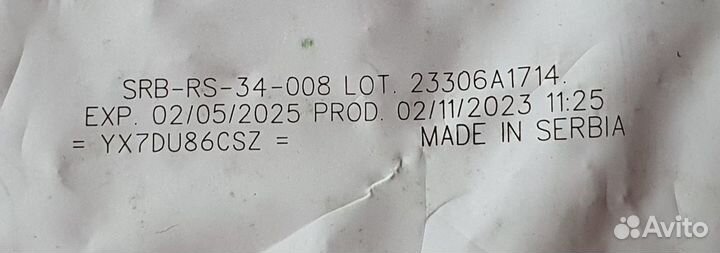 SRB-RS-34-008 LOT. 23306A1714.
EXP. 02/05/2025 PROD. 02/11/2023 11:25
= YX7DU86CSZ = MADE IN SERBIA
Avito